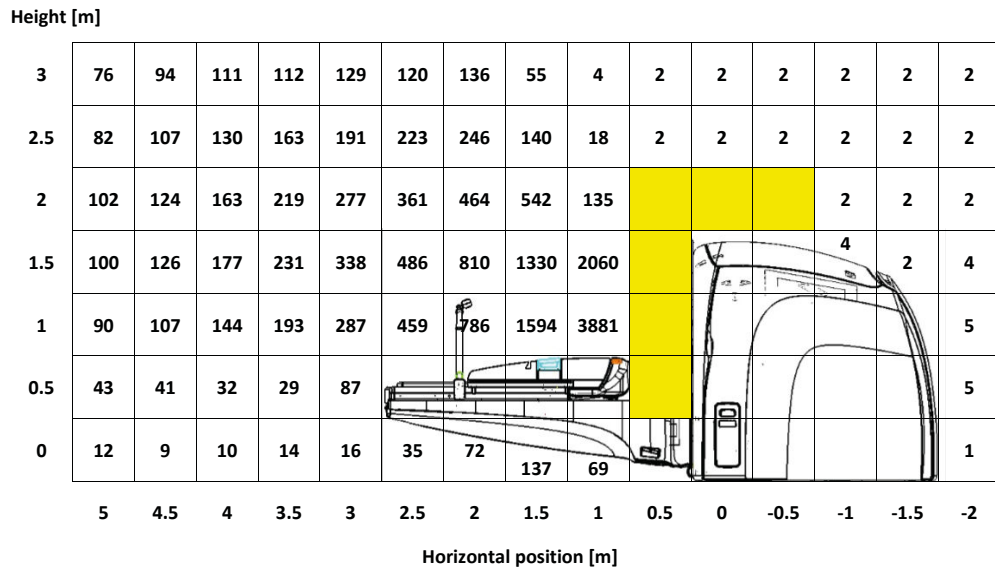 Height [m]
3 76 94 111 112 129 120 136 55 4 2 2 2 2 2 2
2.5 82 107 130 163 191 223 246 140 18 2 2 2 2 2 2
2 102 124 163 219 277 361 464 542 135 2 2 2
1.5 100 126 177 231 338 486 810 1330 2060 4 2 4
1 90 107 144 193 287 459 786 1594 3881 5
0.5 43 41 32 29 87 5
0 12 9 10 14 16 35 72 137 69 1
5 4.5 4 3.5 3 2.5 2 1.5 1 0.5 0 -0.5 -1 -1.5 -2
Horizontal position [m]